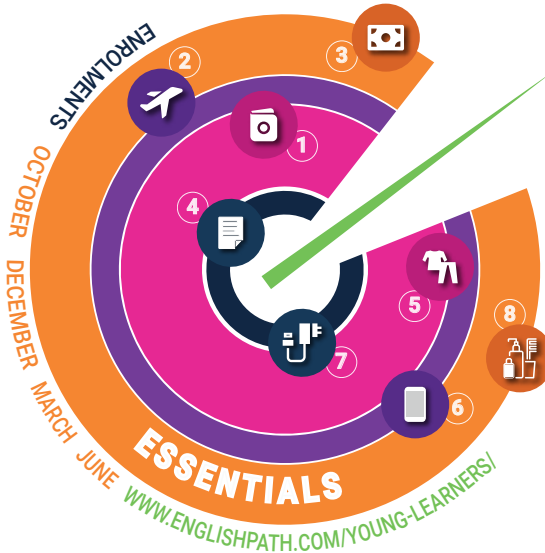 ENROLMENTS
OCTOBER DECEMBER MARCH JUNE
1
2
3
4
5
6
7
8
ESSENTIALS
WWW.ENGLISHPATH.COM/YOUNG-LEARNERS/